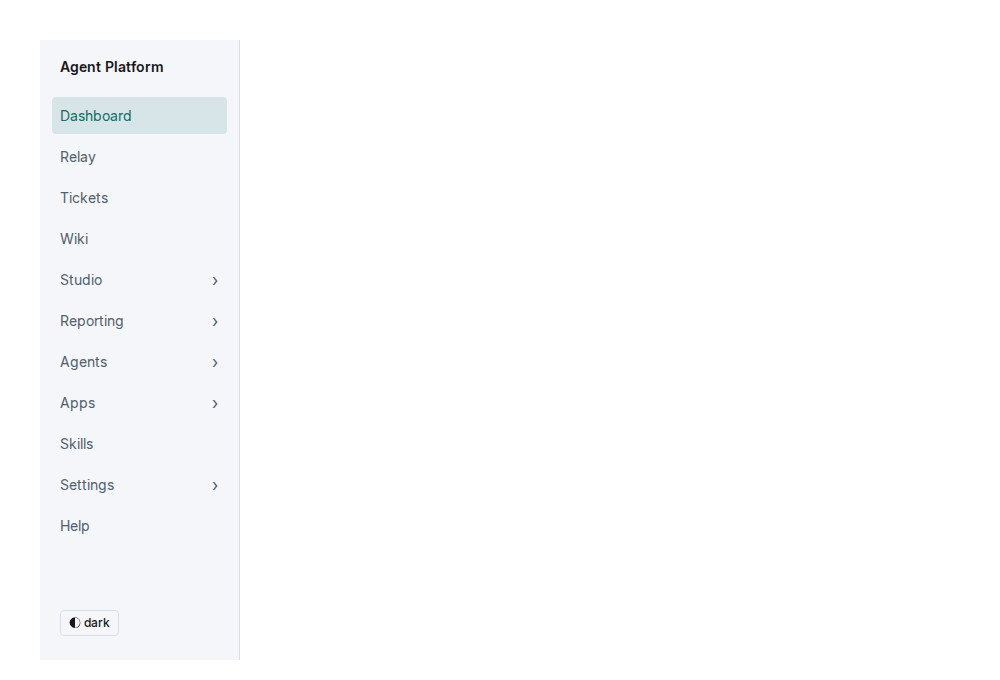 Agent Platform
Dashboard
Relay
Tickets
Wiki
Studio ›
Reporting ›
Agents ›
Apps ›
Skills
Settings ›
Help
◐ dark